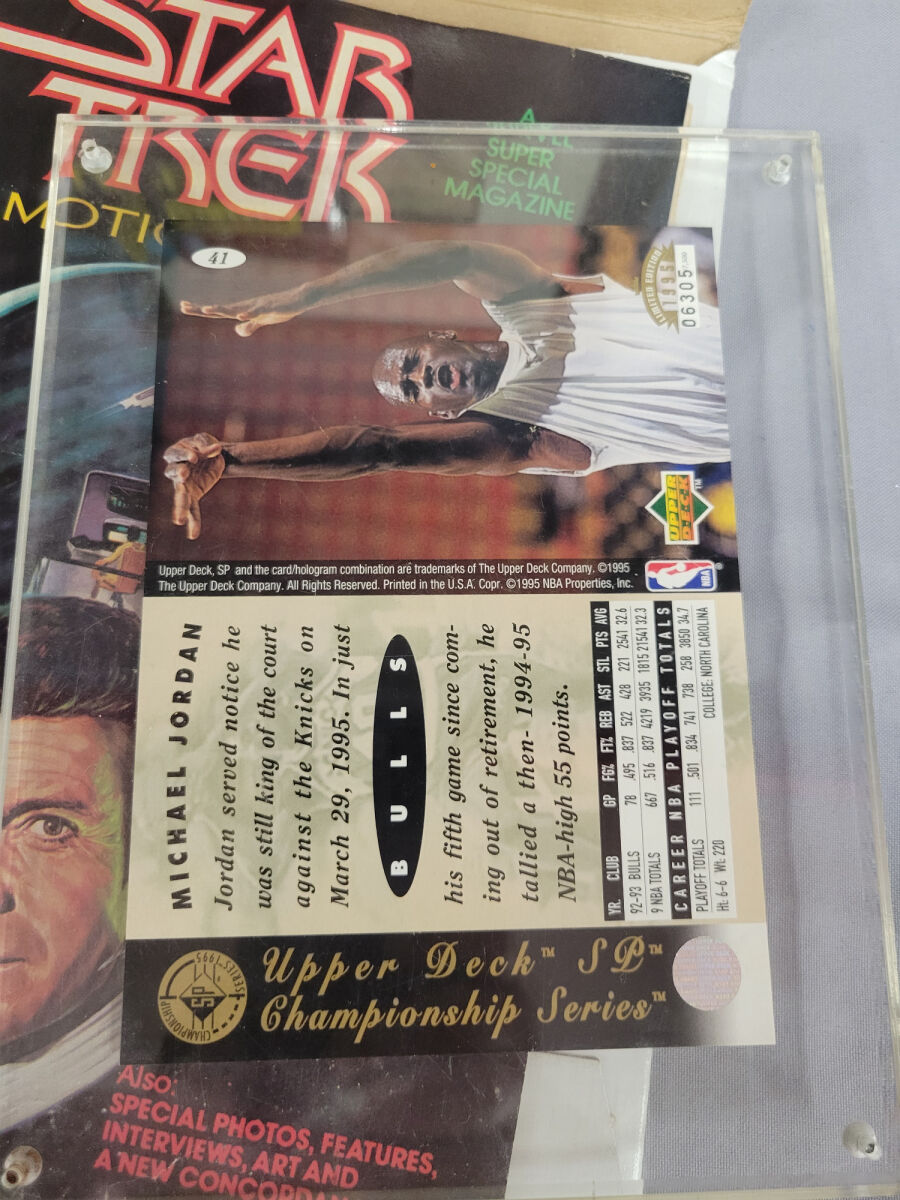 STAR
TREK
MOTIO
A
SUPER
SPECIAL
MAGAZINE
41
LIMITED EDITION
1995
06305
UPPER
DECK™
Upper Deck, SP and the card/hologram combination are trademarks of The Upper Deck Company. ©1995
The Upper Deck Company. All Rights Reserved. Printed in the U.S.A. Copr. ©1995 NBA Properties, Inc.
NBA
®
MICHAEL JORDAN
Jordan served notice he
was still king of the court
against the Knicks on
March 29, 1995. In just
BULLS
his fifth game since com-
ing out of retirement, he
tallied a then- 1994-95
NBA-high 55 points.
YR. CLUB GP FG% FT% REB AST STL PTS AVG
92-93 BULLS 78 .495 .837 522 428 221 2541 32.6
9 NBA TOTALS 667 .516 .837 4219 3935 1815 21541 32.3
CAREER NBA PLAYOFF TOTALS
PLAYOFF TOTALS 111 .501 .834 741 738 258 3850 34.7
Ht: 6-6 Wt: 220 COLLEGE: NORTH CAROLINA
CHAMPIONSHIP SERIES 1995
SP
Upper Deck™ SP™
Championship Series™
Also:
SPECIAL PHOTOS, FEATURES,
INTERVIEWS, ART AND
A NEW CONCORDAN